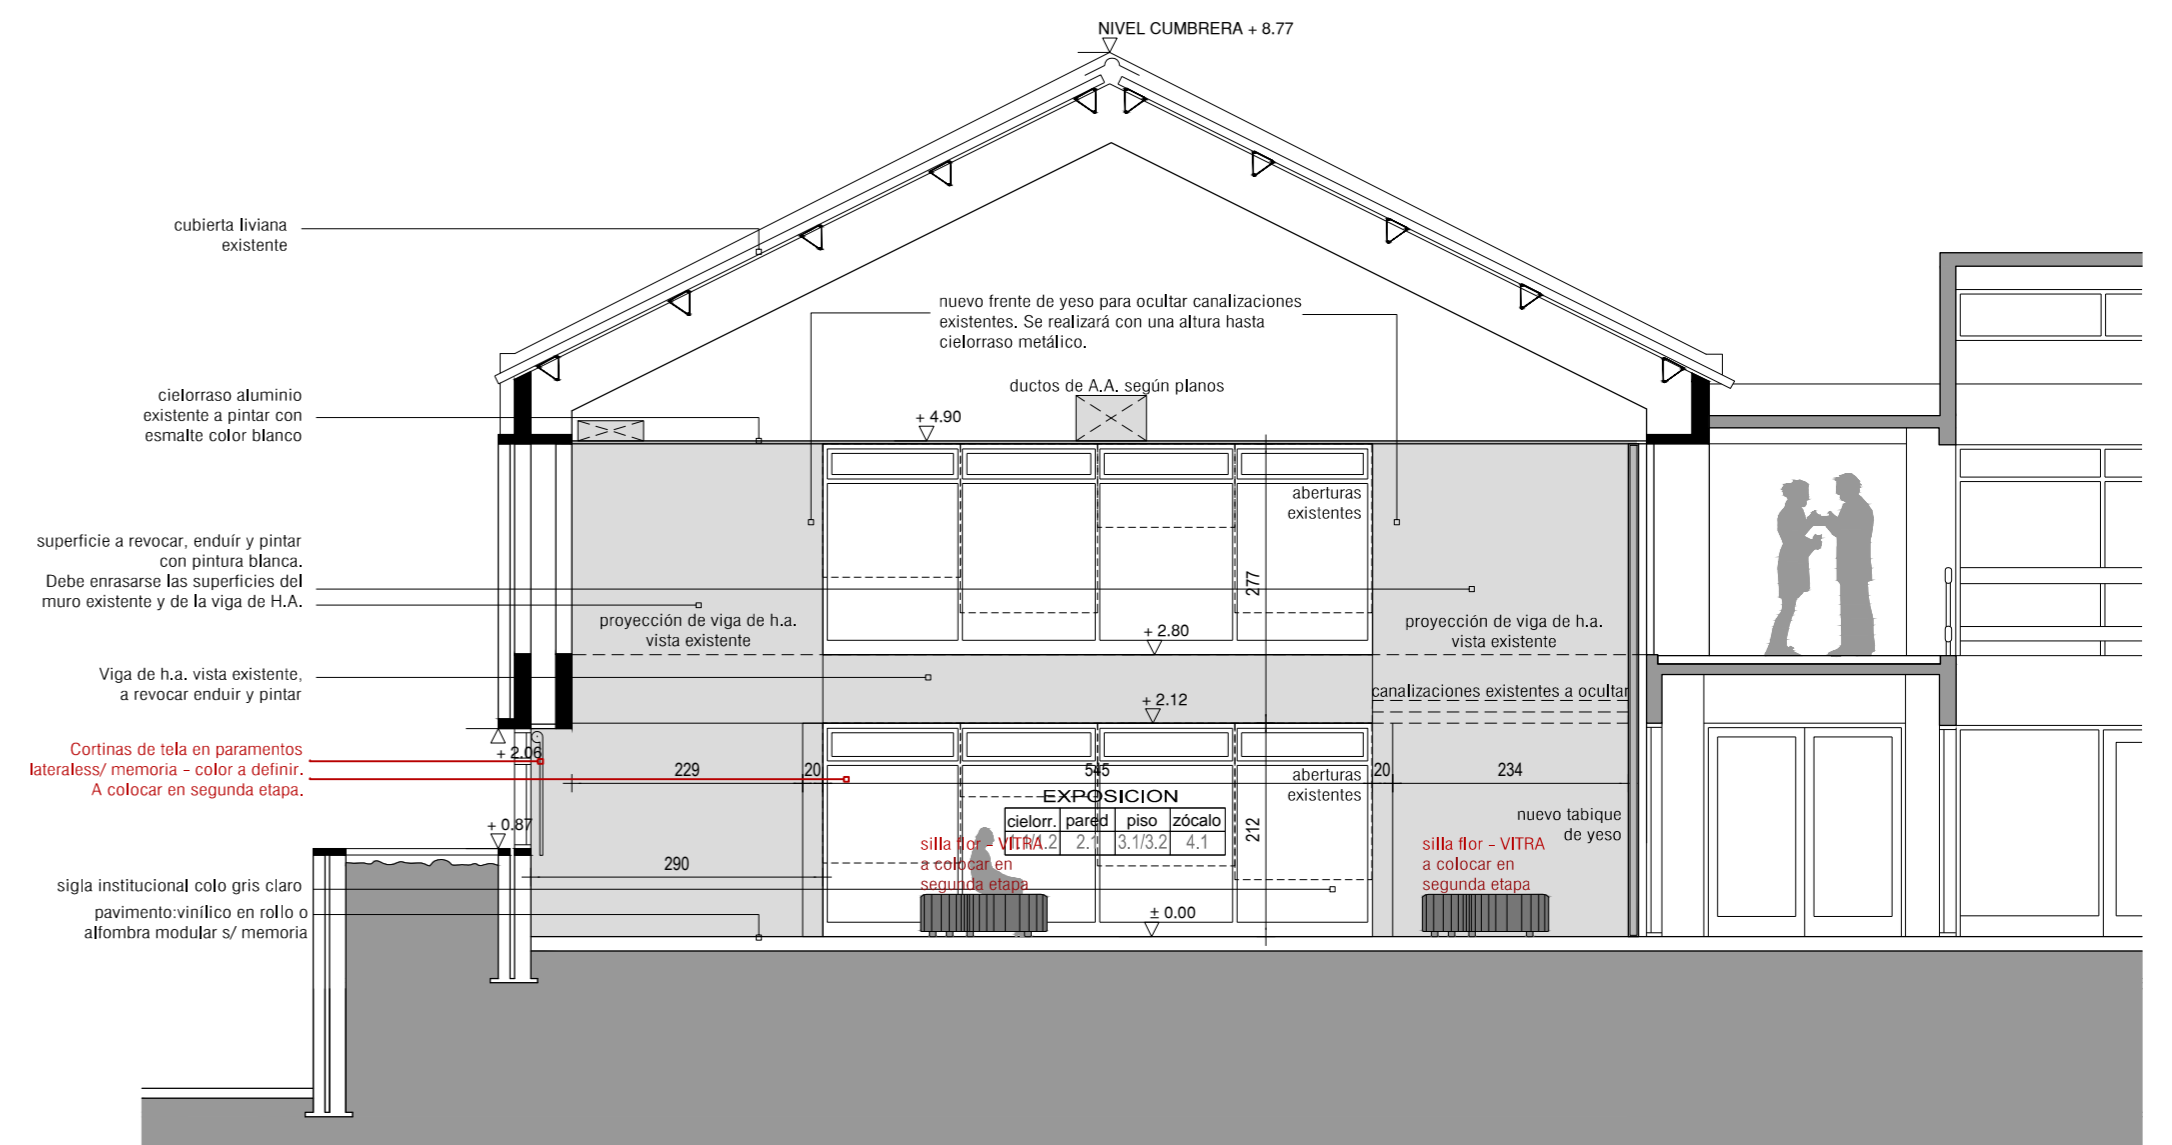 NIVEL CUMBRERA + 8.77
cubierta liviana
existente
nuevo frente de yeso para ocultar canalizaciones
existentes. Se realizará con una altura hasta
cielorraso metálico.
ductos de A.A. según planos
cielorraso aluminio
existente a pintar con
esmalte color blanco
+ 4.90
aberturas
existentes
superficie a revocar, enduír y pintar
con pintura blanca.
Debe enrasarse las superficies del
muro existente y de la viga de H.A.
277
proyección de viga de h.a.
vista existente
+ 2.80
proyección de viga de h.a.
vista existente
Viga de h.a. vista existente,
a revocar enduir y pintar
canalizaciones existentes a ocultar
+ 2.12
Cortinas de tela en paramentos
lateraless/ memoria - color a definir.
A colocar en segunda etapa.
+ 2.06
229
20
545
20
234
aberturas
existentes
EXPOSICION
cielorr. pared piso zócalo
1.1/1.2 2.1 3.1/3.2 4.1
212
nuevo tabique
de yeso
+ 0.87
silla flor - VITRA
a colocar en
segunda etapa
silla flor - VITRA
a colocar en
segunda etapa
290
sigla institucional colo gris claro
pavimento:vinílico en rollo o
alfombra modular s/ memoria
± 0.00